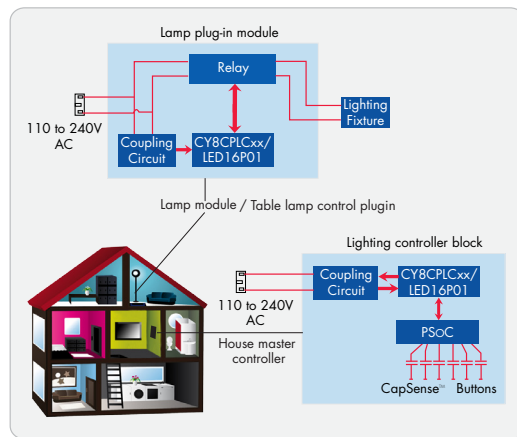 Lamp plug-in module
Relay
110 to 240V
AC
Lighting
Fixture
Coupling
Circuit
CY8CPLCxx/
LED16P01
Lamp module / Table lamp control plugin
Lighting controller block
Coupling
Circuit
CY8CPLCxx/
LED16P01
110 to 240V
AC
House master
controller
PSoC
CapSense™ Buttons